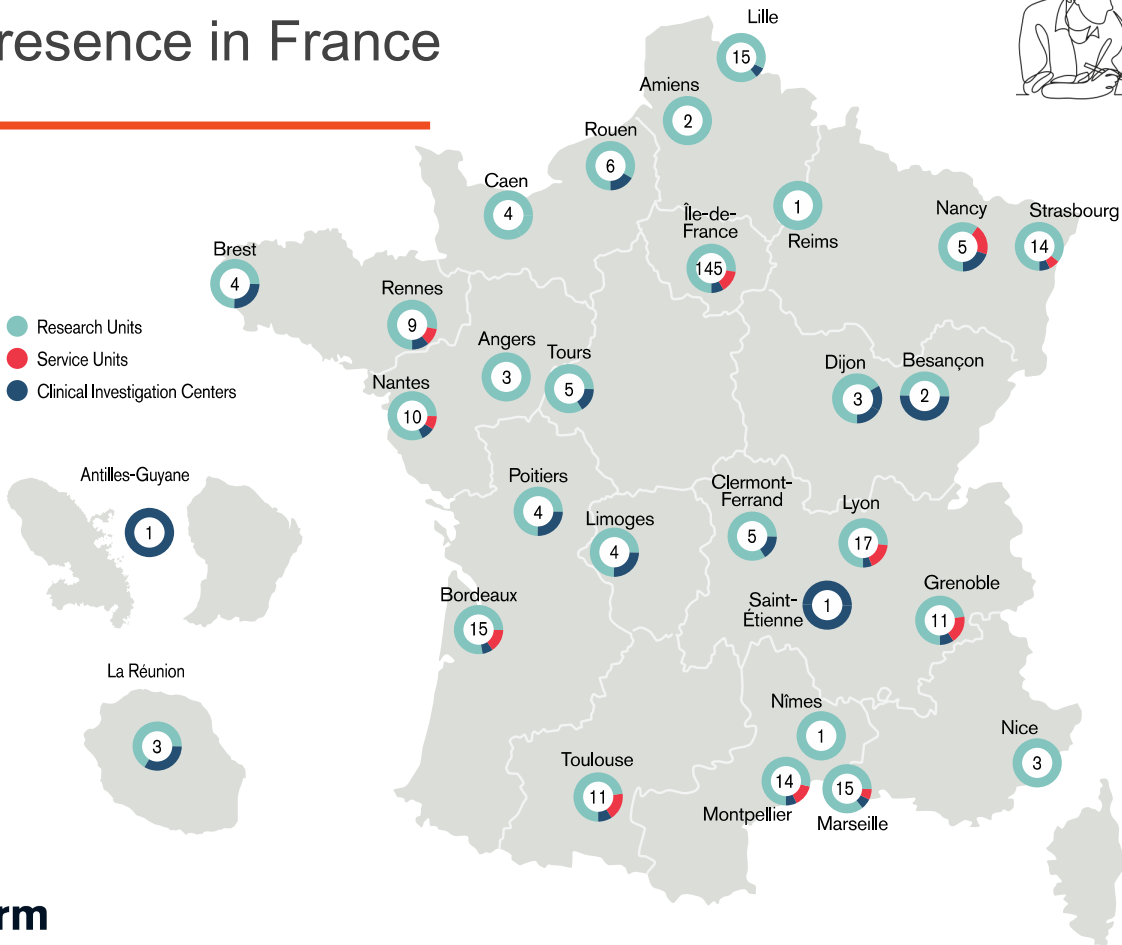 resence in France
Lille
15
Amiens
2
Rouen
6
Caen
4
Île-de-
France
145
1
Reims
Nancy
5
Strasbourg
14
Brest
4
Rennes
9
Research Units
Service Units
Clinical Investigation Centers
Angers
3
Tours
5
Nantes
10
Dijon
3
Besançon
2
Antilles-Guyane
1
Poitiers
4
Limoges
4
Clermont-
Ferrand
5
Lyon
17
Saint-
Étienne
1
Grenoble
11
Bordeaux
15
La Réunion
3
Nîmes
1
Nice
3
Toulouse
11
14
Montpellier
15
Marseille
rm